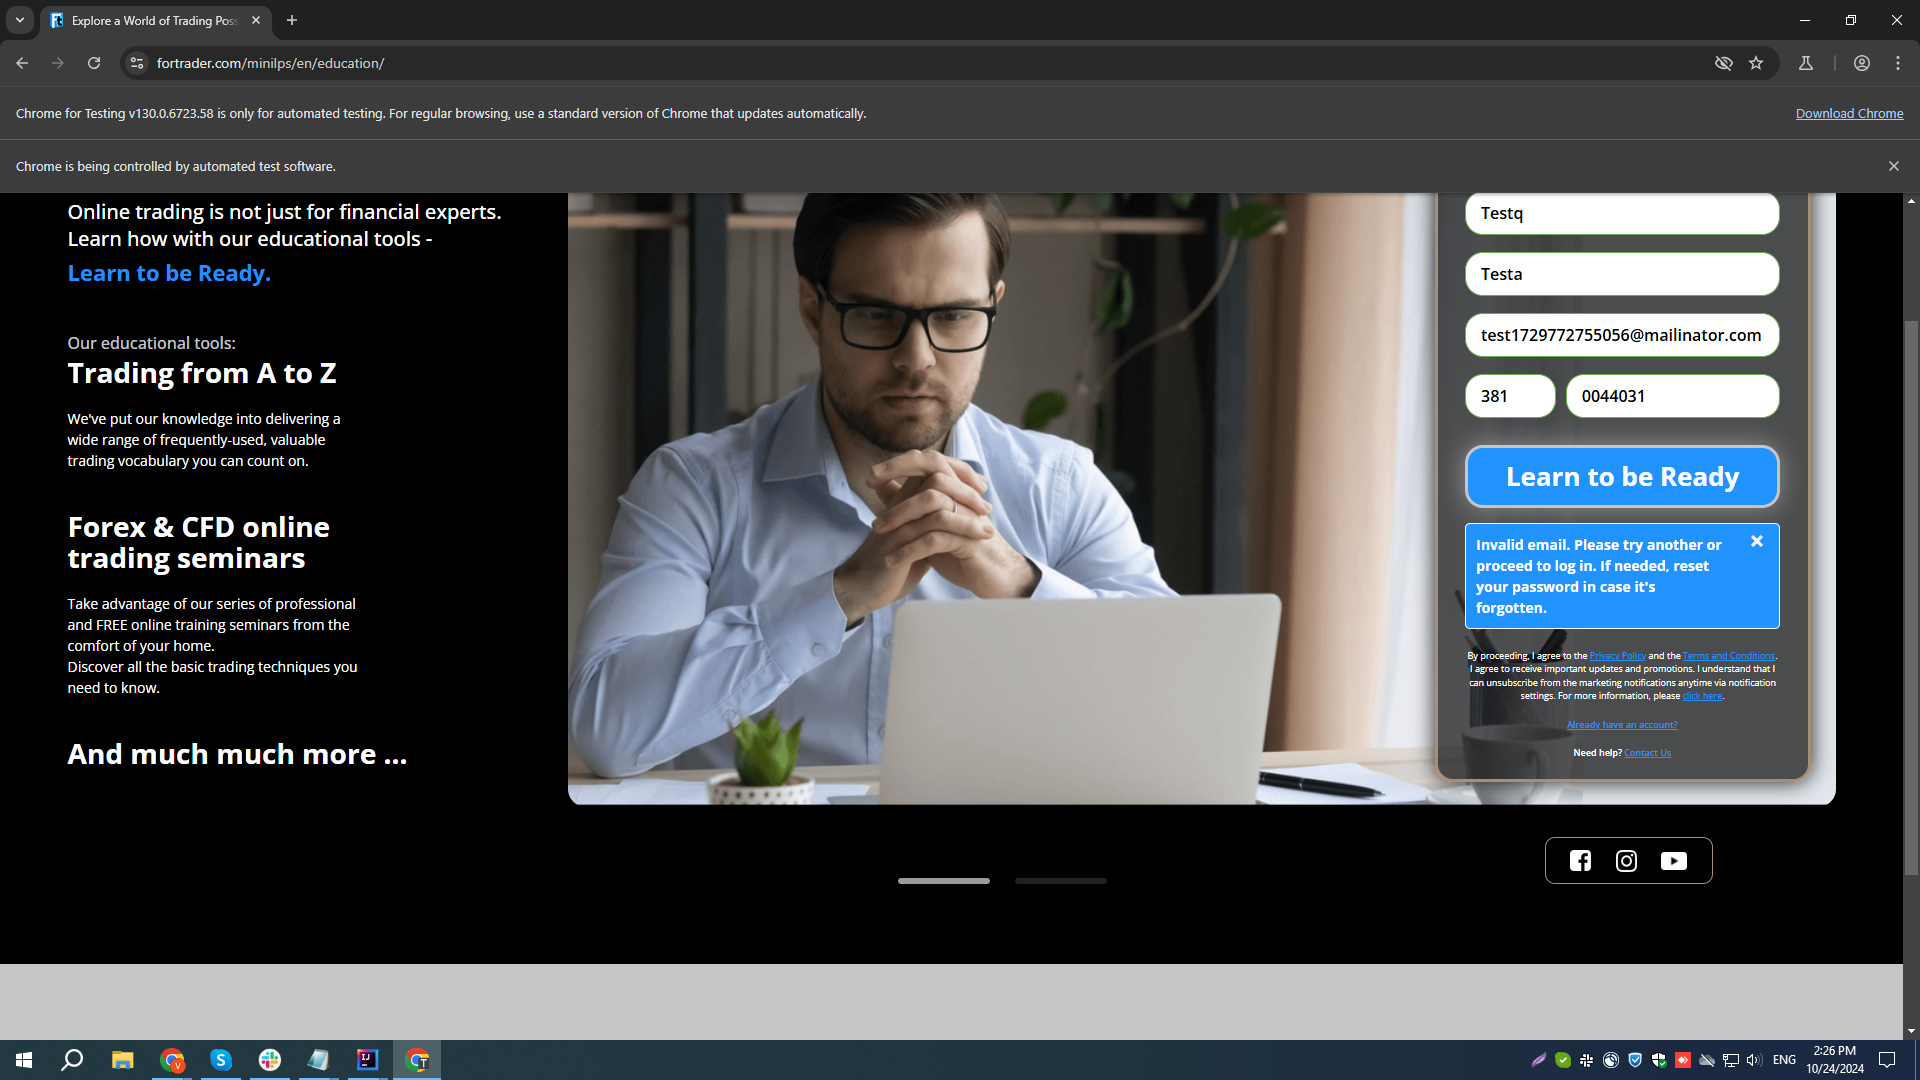 Explore a World of Trading Poss
fortrader.com/minilps/en/education/
Chrome for Testing v130.0.6723.58 is only for automated testing. For regular browsing, use a standard version of Chrome that updates automatically.
Download Chrome
Chrome is being controlled by automated test software.
Online trading is not just for financial experts.
Learn how with our educational tools -
Learn to be Ready.
Our educational tools:
Trading from A to Z
We've put our knowledge into delivering a
wide range of frequently-used, valuable
trading vocabulary you can count on.
Forex & CFD online
trading seminars
Take advantage of our series of professional
and FREE online training seminars from the
comfort of your home.
Discover all the basic trading techniques you
need to know.
And much much more ...
Testq
Testa
test1729772755056@mailinator.com
381
0044031
Learn to be Ready
Invalid email. Please try another or
proceed to log in. If needed, reset
your password in case it's
forgotten.
By proceeding, I agree to the Privacy Policy and the Terms and Conditions.
I agree to receive important updates and promotions. I understand that I
can unsubscribe from the marketing notifications anytime via notification
settings. For more information, please click here.
Already have an account?
Need help? Contact Us
ENG
2:26 PM
10/24/2024